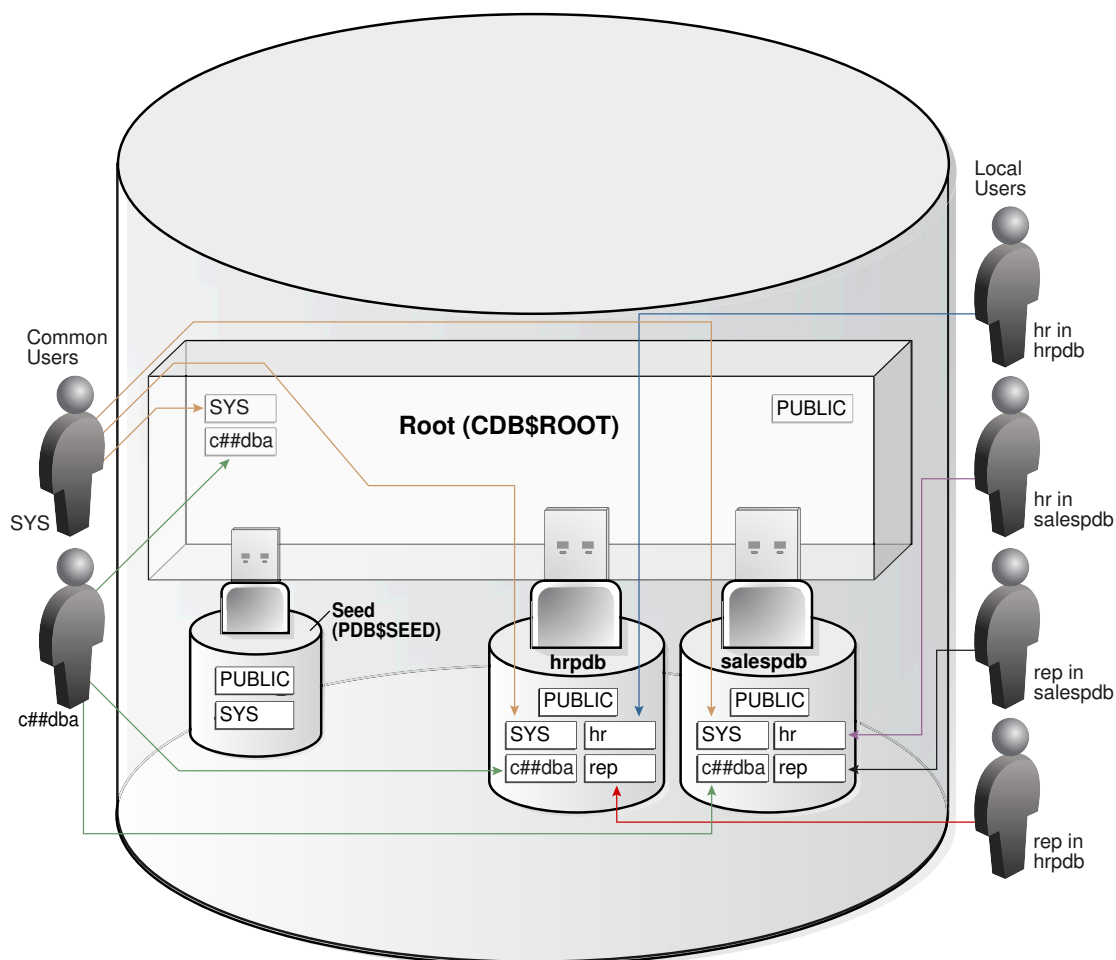 Local
Users
hr in
hrpdb
Common
Users
SYS
c##dba
Root (CDB$ROOT)
PUBLIC
SYS
hr in
salespdb
Seed
(PDB$SEED)
PUBLIC
SYS
hrpdb
PUBLIC
SYS
hr
c##dba
rep
salespdb
PUBLIC
SYS
hr
c##dba
rep
c##dba
rep in
salespdb
rep in
hrpdb